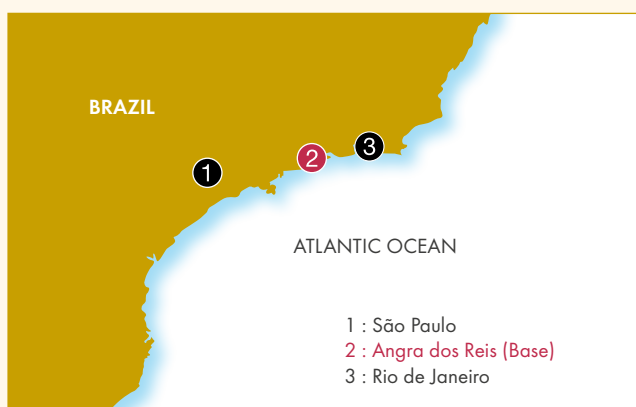 BRAZIL
3
2
1
ATLANTIC OCEAN
1 : São Paulo
2 : Angra dos Reis (Base)
3 : Rio de Janeiro